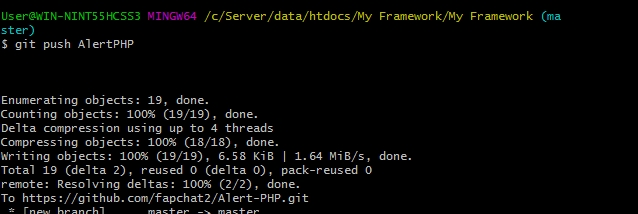 User@WIN-NINT55HCSS3 MINGW64 /c/Server/data/htdocs/My Framework/My Framework (ma
ster)
$ git push AlertPHP
Enumerating objects: 19, done.
Counting objects: 100% (19/19), done.
Delta compression using up to 4 threads
Compressing objects: 100% (18/18), done.
Writing objects: 100% (19/19), 6.58 KiB | 1.64 MiB/s, done.
Total 19 (delta 2), reused 0 (delta 0), pack-reused 0
remote: Resolving deltas: 100% (2/2), done.
To https://github.com/fapchat2/Alert-PHP.git
 * [new branch]      master -> master